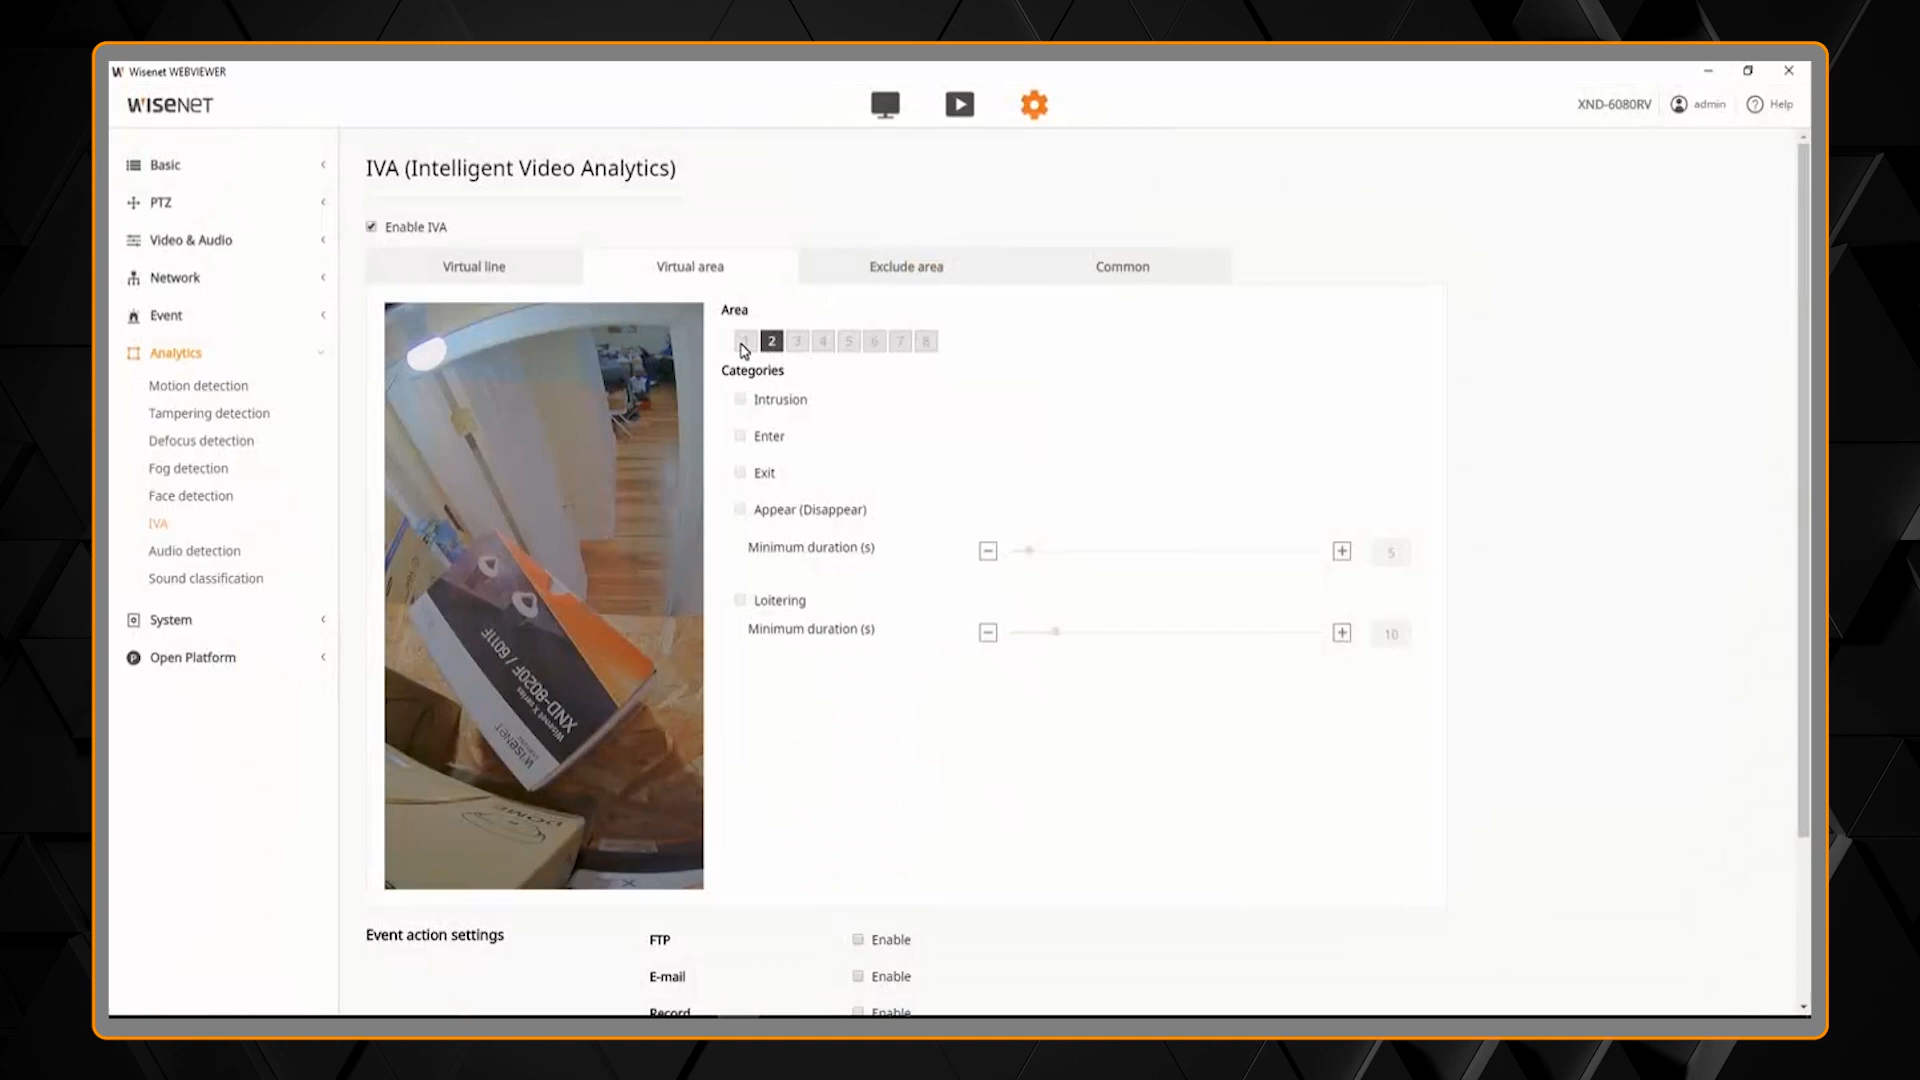 Wisenet WEBVIEWER
WISENET
XND-6080RV
admin
Help
Basic
PTZ
Video & Audio
Network
Event
Analytics
Motion detection
Tampering detection
Defocus detection
Fog detection
Face detection
IVA
Audio detection
Sound classification
System
Open Platform
IVA (Intelligent Video Analytics)
Enable IVA
Virtual line Virtual area Exclude area Common
Area
2 3 4 5 6 7 8
Categories
Intrusion
Enter
Exit
Appear (Disappear)
Minimum duration (s) 5
Loitering
Minimum duration (s) 10
XND-8020F / 6011F
Wisenet X series
WISENET
DOME
Event action settings
FTP Enable
E-mail Enable
Record Enable